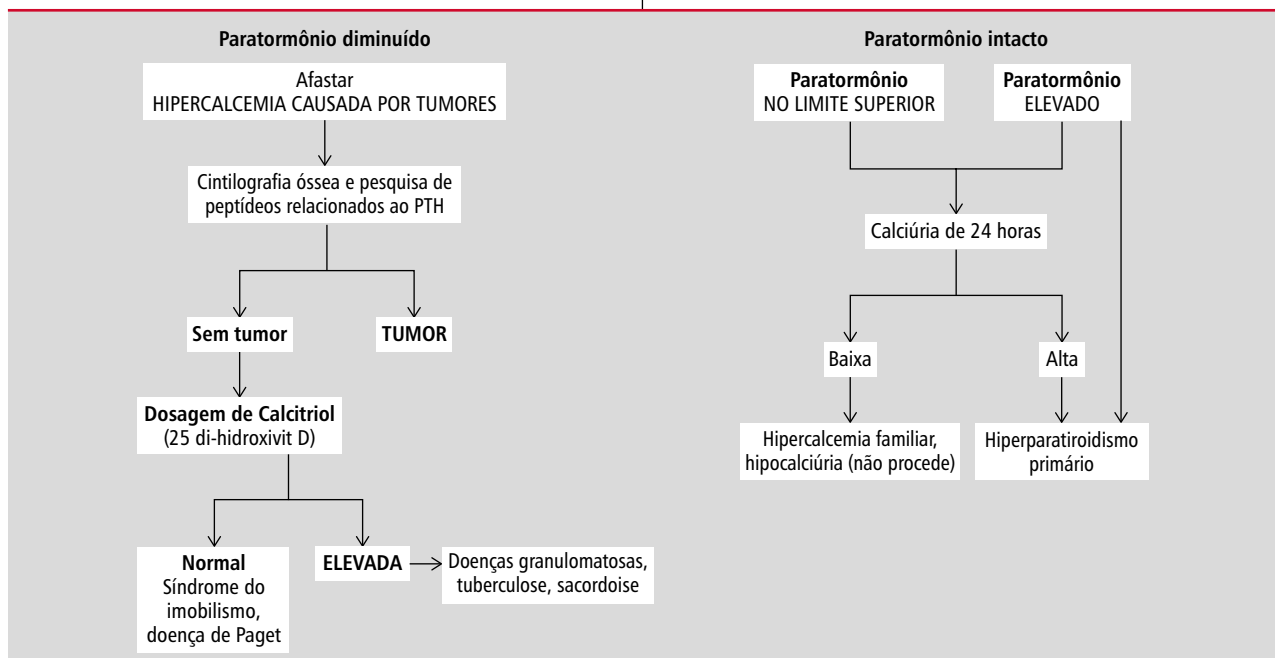 Paratormônio diminuído
Afastar
HIPERCALCEMIA CAUSADA POR TUMORES
Cintilografia óssea e pesquisa de
peptídeos relacionados ao PTH
Sem tumor
TUMOR
Dosagem de Calcitriol
(25 di-hidroxivit D)
Normal
Síndrome do
imobilismo,
doença de Paget
ELEVADA
Doenças granulomatosas,
tuberculose, sacordoise
Paratormônio intacto
Paratormônio
NO LIMITE SUPERIOR
Paratormônio
ELEVADO
Calciúria de 24 horas
Baixa
Alta
Hipercalcemia familiar,
hipocalciúria (não procede)
Hiperparatiroidismo
primário